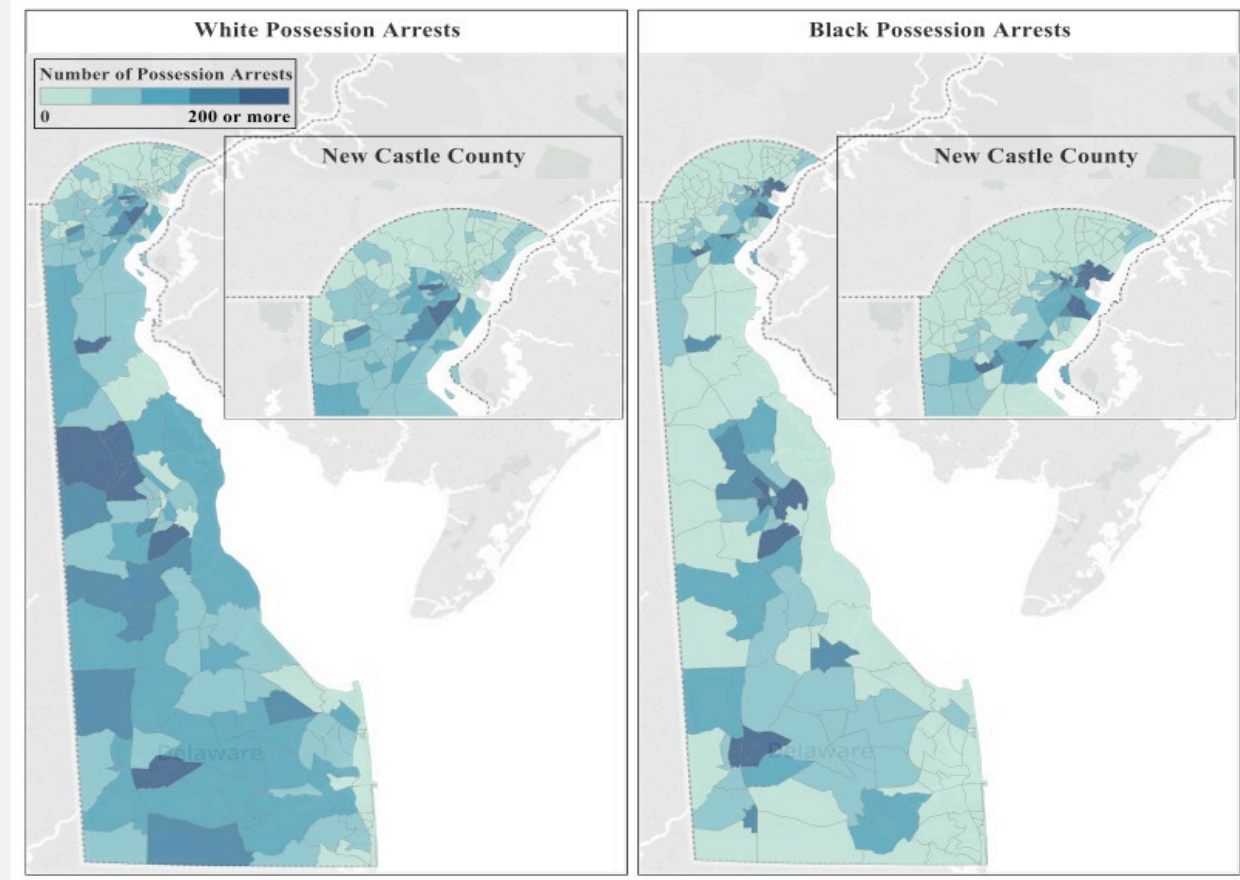 White Possession Arrests
Number of Possession Arrests
0 200 or more
New Castle County
Delaware
Black Possession Arrests
New Castle County
Delaware